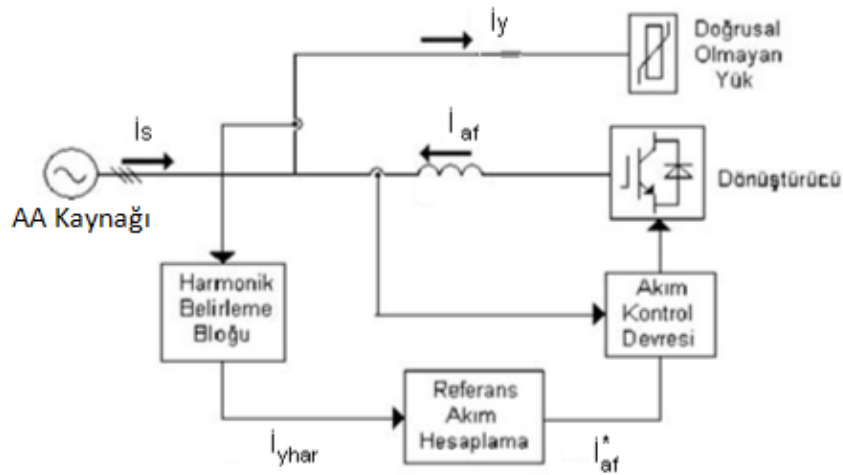 İy
Doğrusal
Olmayan
Yük
İs
İaf
Dönüştürücü
AA Kaynağı
Harmonik
Belirleme
Bloğu
Akım
Kontrol
Devresi
Referans
Akım
Hesaplama
İyhar
İ*af